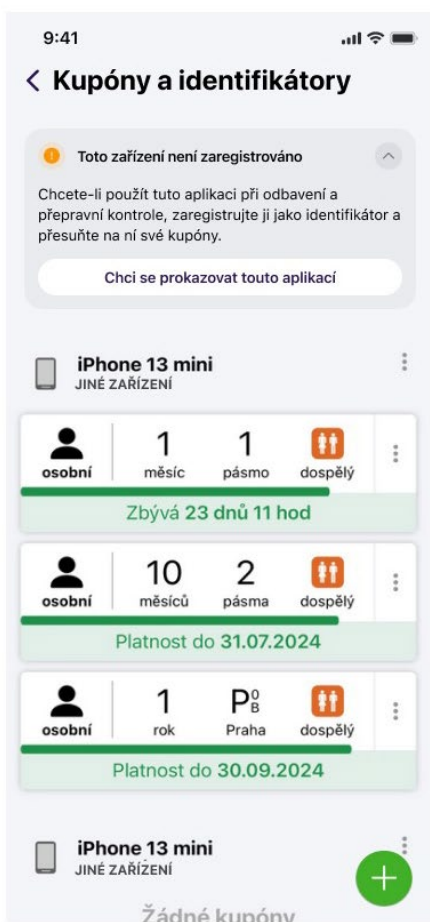 9:41
Kupóny a identifikátory
Toto zařízení není zaregistrováno
Chcete-li použít tuto aplikaci při odbavení a
přepravní kontrole, zaregistrujte ji jako identifikátor a
přesuňte na ní své kupóny.
Chci se prokazovat touto aplikací
iPhone 13 mini
JINÉ ZAŘÍZENÍ
1 1
osobní měsíc pásmo dospělý
Zbývá 23 dnů 11 hod
10 2
osobní měsíců pásma dospělý
Platnost do 31.07.2024
1 P 0 B
osobní rok Praha dospělý
Platnost do 30.09.2024
iPhone 13 mini
JINÉ ZAŘÍZENÍ
Žádné kupóny